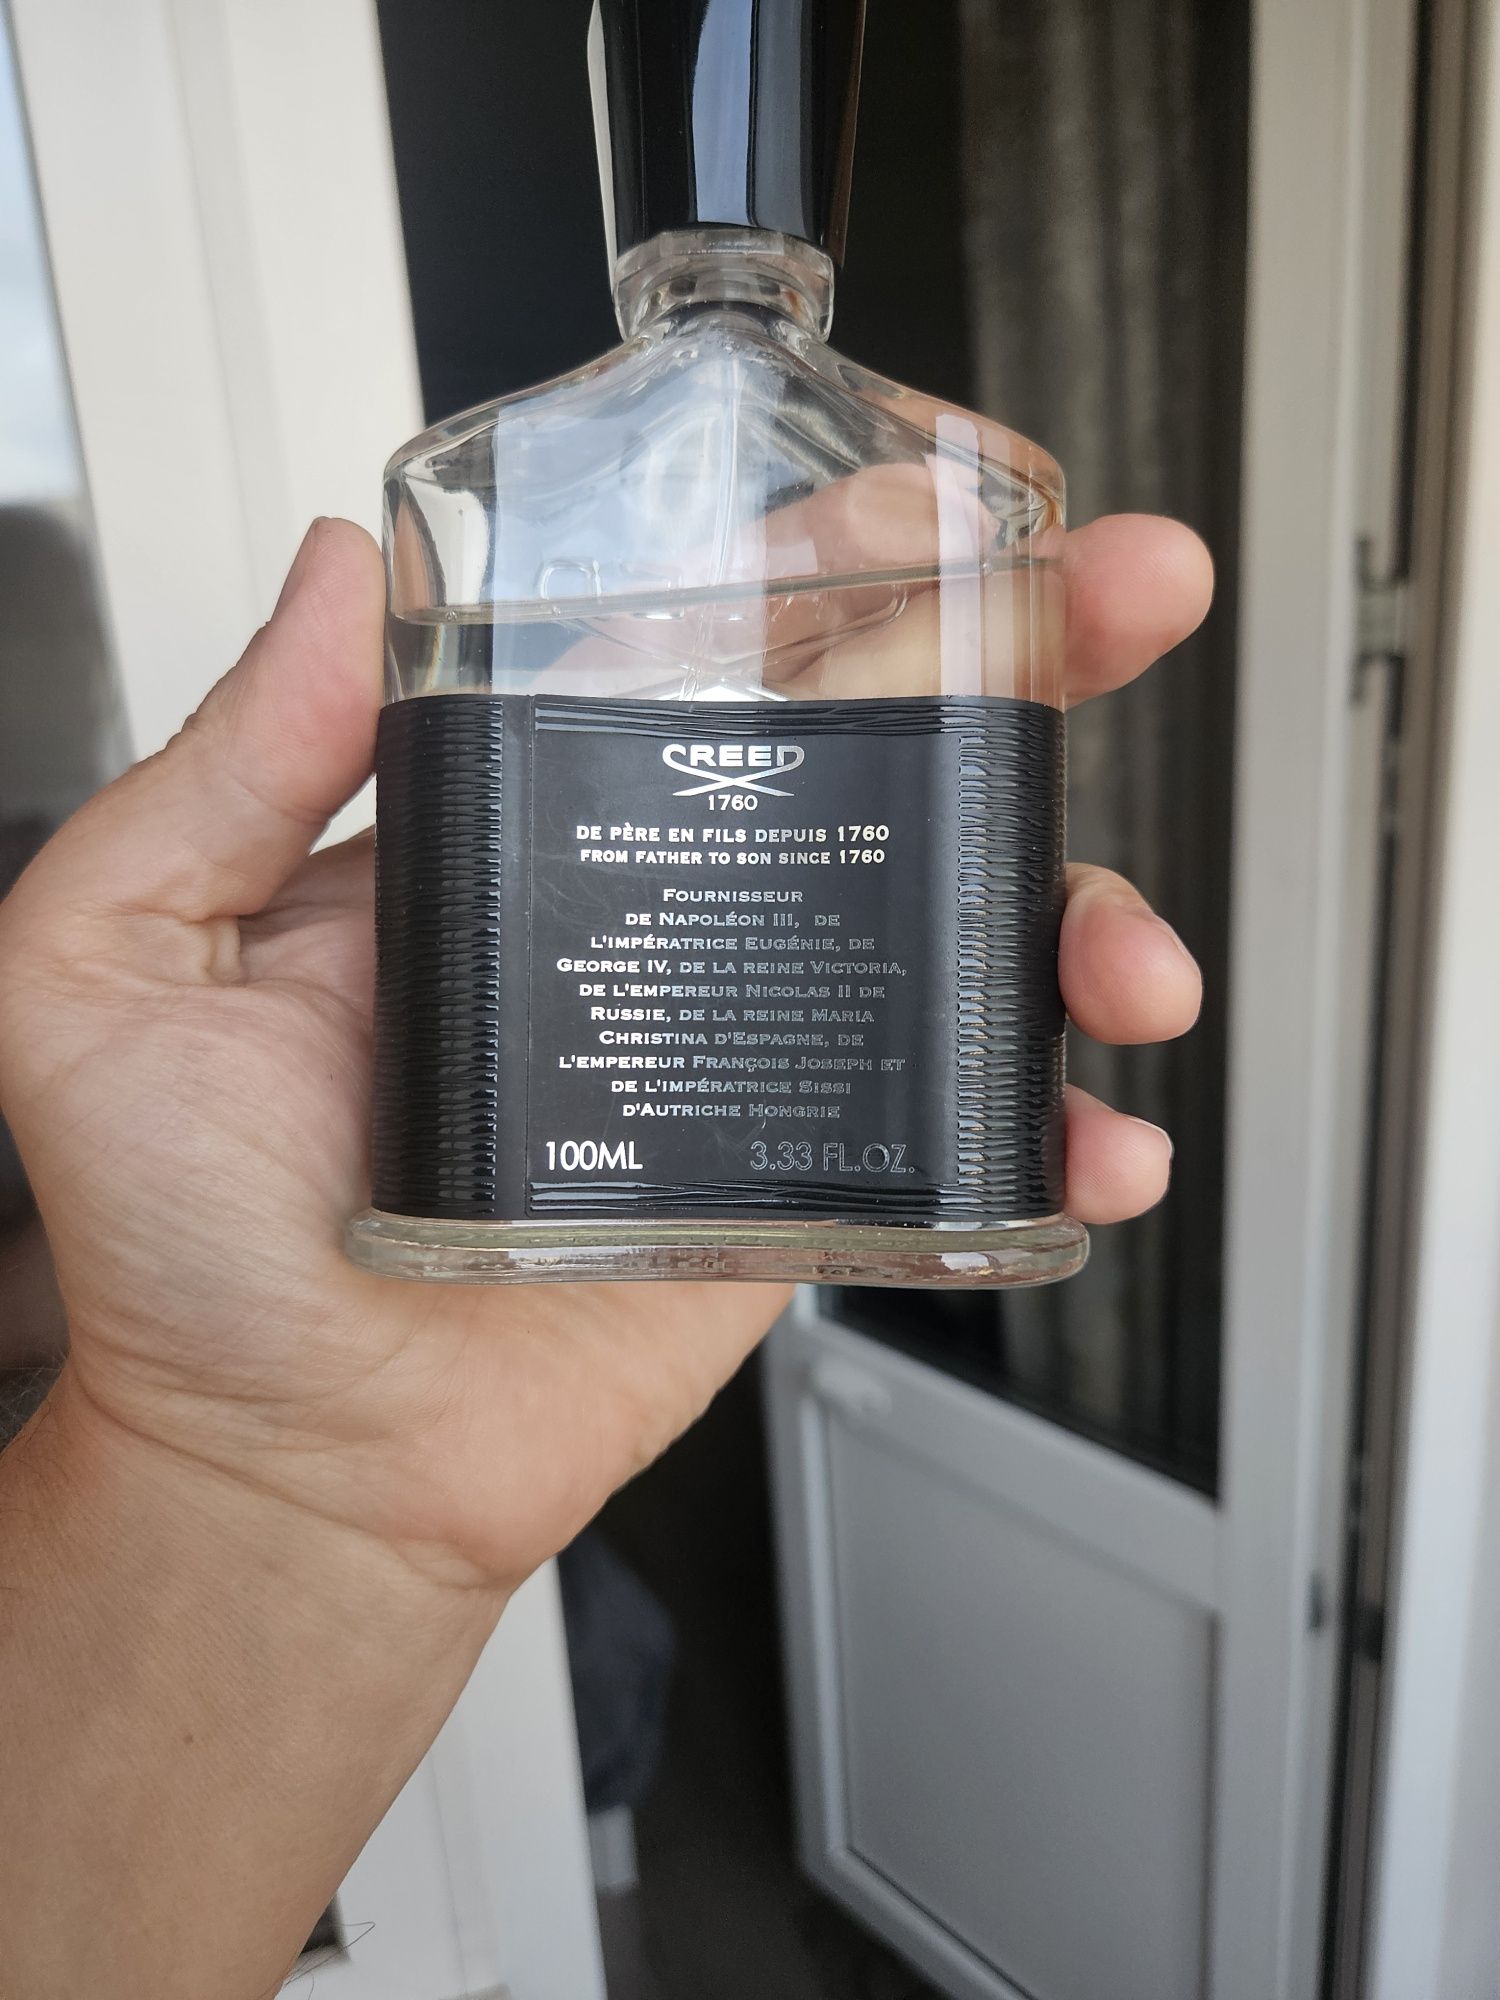 CREED
1760
DE PÈRE EN FILS DEPUIS 1760
FROM FATHER TO SON SINCE 1760
FOURNISSEUR
DE NAPOLÉON III, DE
L'IMPÉRATRICE EUGÉNIE, DE
GEORGE IV, DE LA REINE VICTORIA,
DE L'EMPEREUR NICOLAS II DE
RUSSIE, DE LA REINE MARIA
CHRISTINA D'ESPAGNE, DE
L'EMPEREUR FRANÇOIS JOSEPH ET
DE L'IMPÉRATRICE SISSI
D'AUTRICHE HONGRIE
100ML 3.33 FL.OZ.